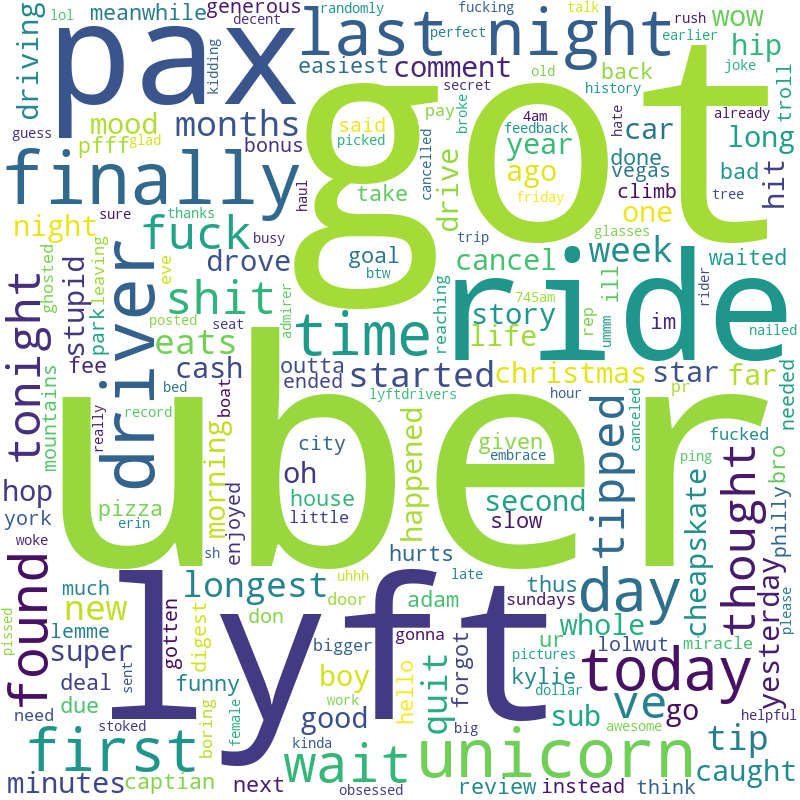 lol
meanwhile
generous
decent
randomly
fucking
talk
rush
earlier
wow
driving
pax
kidding
last night
perfect
easiest
comment
secret
old
back
history
joke
hip
troll
guess
mood
pfff
glad
months
bonus
got
said
picked
pay
broke
4am
feedback
year
hate
car
already
long
finally
haul
take
cancelled
drive
ago
friday
done
vegas
climb
bad
tree
hit
night
sure
thanks
fuck
busy
goal
btw
trip
glasses
one
week
waited
tonight
ghosted
stupid
park
leaving
driver
eve
drove
shit
admirer
cancel
reaching
ride
745am
story
ill
rep
ummm
im
rider
nailed
mountains
posted
eats
seat
time
life
fee
bed
cash
outta
ended
boat
started
lyftdrivers
christmas
hour
star
pr
far
needed
really
record
uber
morning
city
oh
happened
given
embrace
tipped
canceled
fucked
ping
thought
bro
hop
york
woke
pizza
erin
enjoyed
house
little
second
slow
cheapskate
philly
please
sh
hurts
found
much
new
lemme
super
deal
due
pissed
longest
uhhh
late
door
adam
sundays
thus
whole
day
yesterday
gotten
digest
don
lyft
bigger
gonna
ur
lolwut
miracle
today
sent
funny
boy
hello
forgot
quit
pictures
kylie
dollar
ve
go
need
stoked
boring
female
good
work
kinda
big
sub
awesome
helpful
first
wait
unicorn
tip
caught
minutes
captian
next
obsessed
review
instead
think